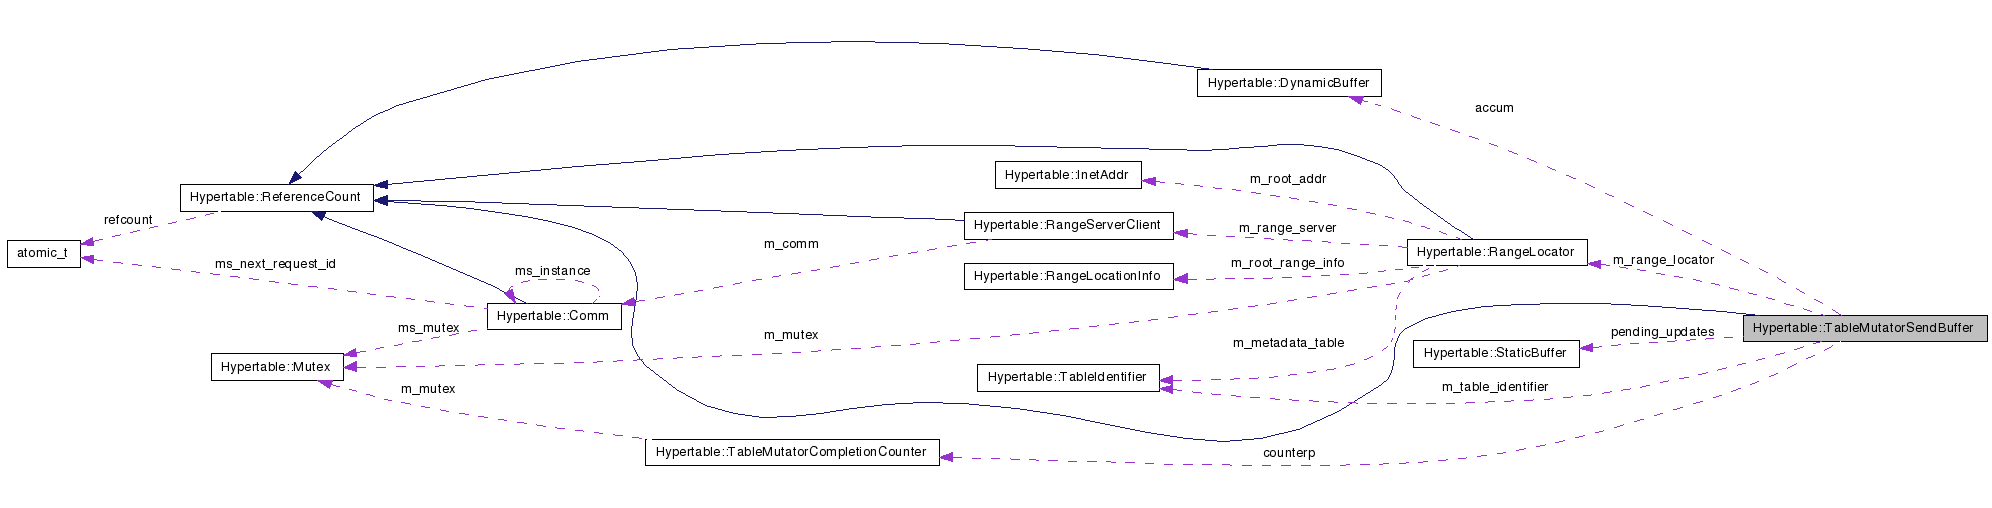 Hypertable::DynamicBuffer
accum
Hypertable::InetAddr
m_root_addr
Hypertable::ReferenceCount
refcount
Hypertable::RangeServerClient
m_range_server
m_comm
atomic_t
Hypertable::RangeLocator
m_range_locator
ms_next_request_id
ms_instance
m_root_range_info
Hypertable::RangeLocationInfo
Hypertable::Comm
ms_mutex
m_mutex
Hypertable::TableMutatorSendBuffer
pending_updates
m_metadata_table
Hypertable::StaticBuffer
Hypertable::Mutex
Hypertable::TableIdentifier
m_table_identifier
m_mutex
Hypertable::TableMutatorCompletionCounter
counterp